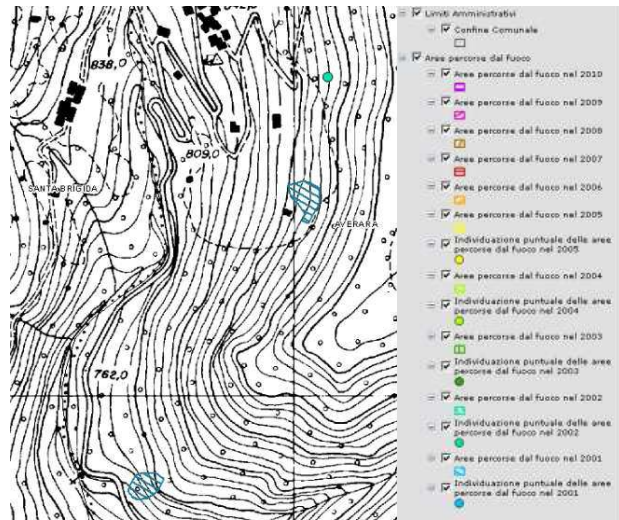 838,0
809,0
SANTA BRIGIDA
AVERARA
762,0
Limiti Amministrativi
Confine Comunale
Aree percorse dal fuoco
Aree percorse dal fuoco nel 2010
Aree percorse dal fuoco nel 2009
Aree percorse dal fuoco nel 2008
Aree percorse dal fuoco nel 2007
Aree percorse dal fuoco nel 2006
Aree percorse dal fuoco nel 2005
Individuazione puntuale delle aree
percorse dal fuoco nel 2005
Aree percorse dal fuoco nel 2004
Individuazione puntuale delle aree
percorse dal fuoco nel 2004
Aree percorse dal fuoco nel 2003
Individuazione puntuale delle aree
percorse dal fuoco nel 2003
Aree percorse dal fuoco nel 2002
Individuazione puntuale delle aree
percorse dal fuoco nel 2002
Aree percorse dal fuoco nel 2001
Individuazione puntuale delle aree
percorse dal fuoco nel 2001